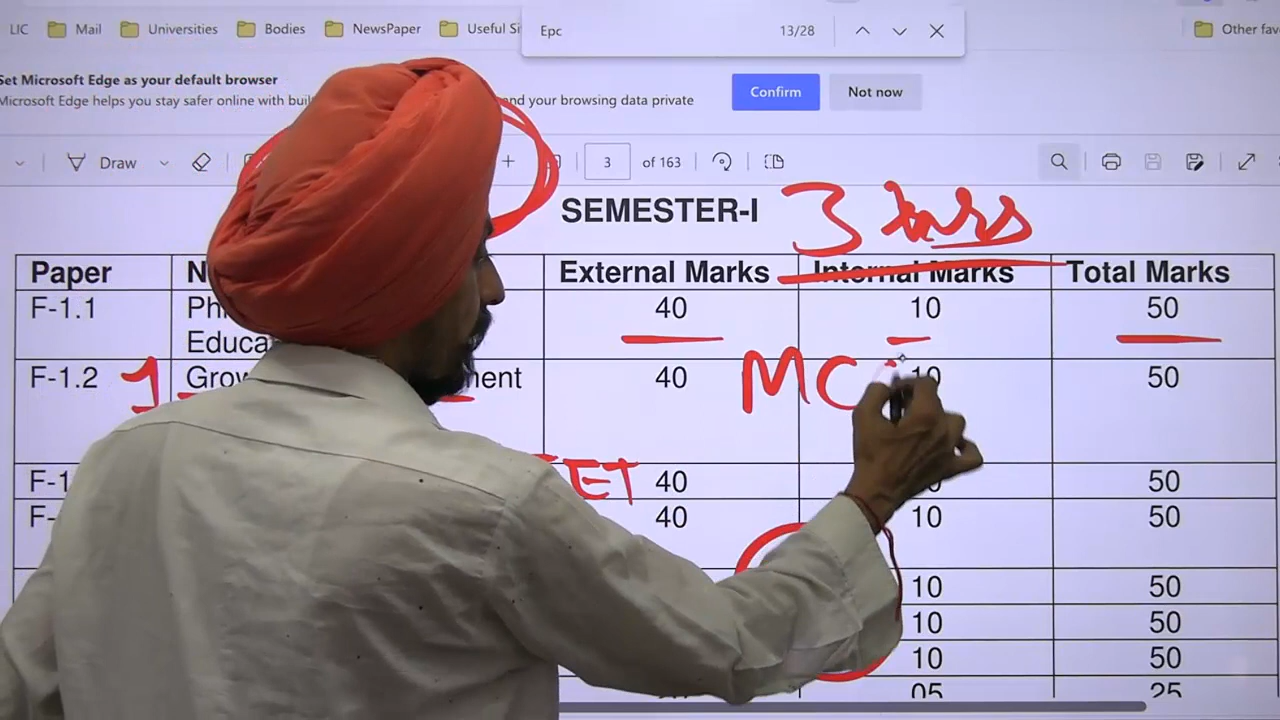 LIC Mail Universities Bodies NewsPaper Useful Si Epc 13/28 Other fav
Set Microsoft Edge as your default browser
Microsoft Edge helps you stay safer online with buil and your browsing data private Confirm Not now
Draw + 3 of 163
SEMESTER-I 3
Paper External Marks Internal Marks Total Marks
F-1.1 40 10 50
Educa
F-1.2 1 Grow ment 40 MC 10 50
ET 40 50
40 10 50
10 50
10 50
10 50
05 25